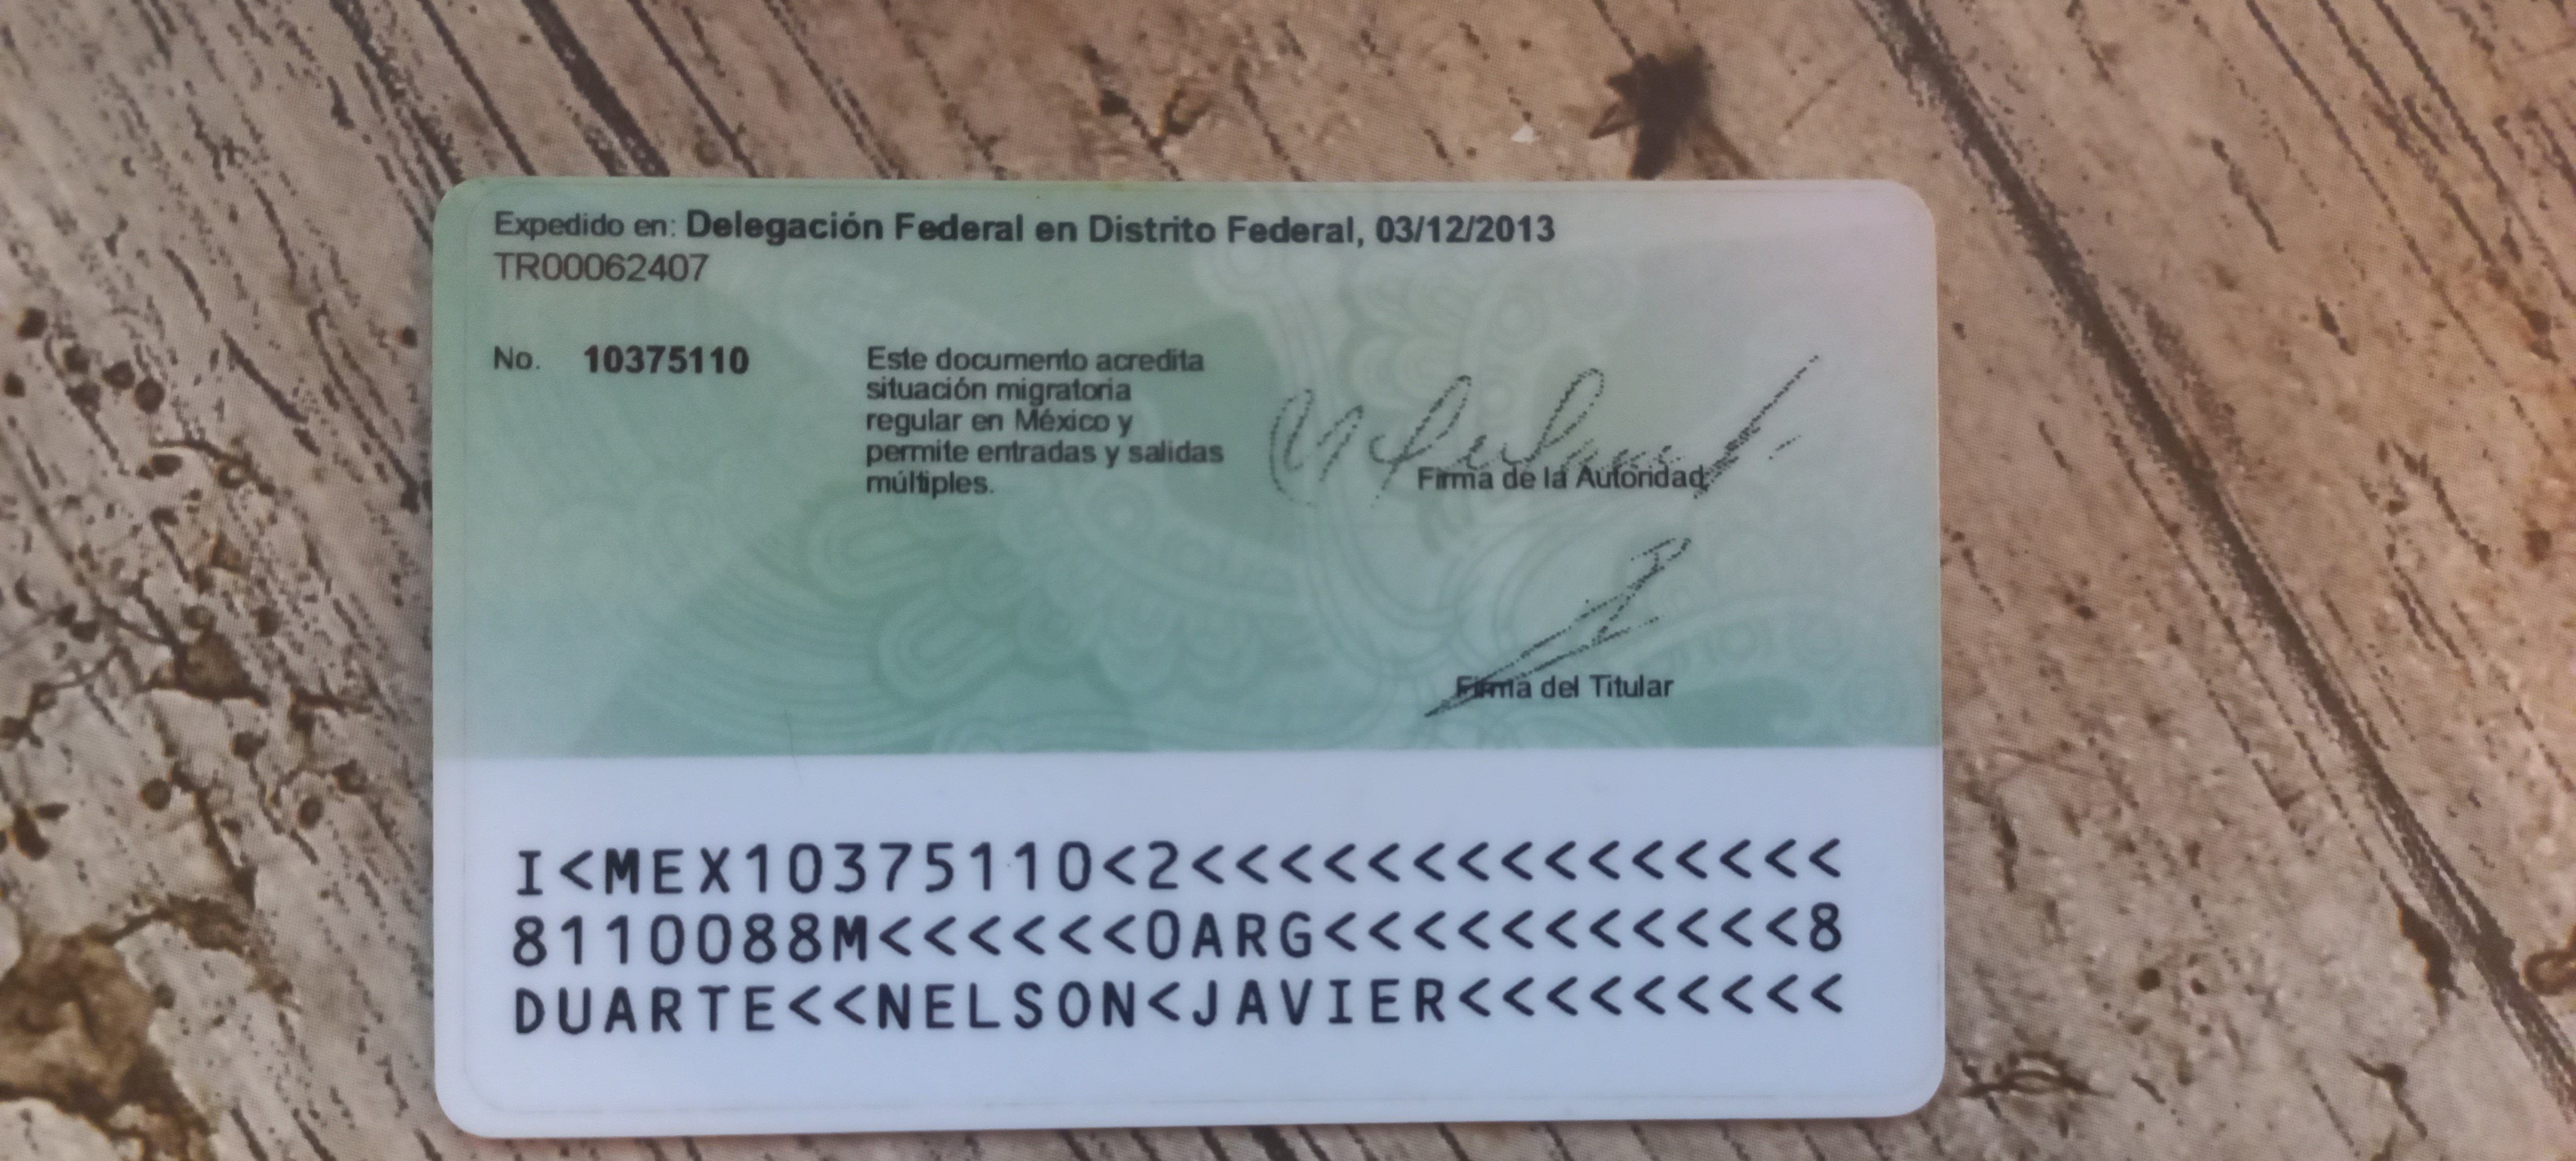 Expedido en: Delegación Federal en Distrito Federal, 03/12/2013
TR00062407
No. 10375110
Este documento acredita
situación migratoria
regular en México y
permite entradas y salidas
múltiples.
Firma de la Autoridad
Firma del Titular
I<MEX10375110<2<<<<<<<<<<<<<<<
8110088M<<<<<<0ARG<<<<<<<<<<<8
DUARTE<<NELSON<JAVIER<<<<<<<<<